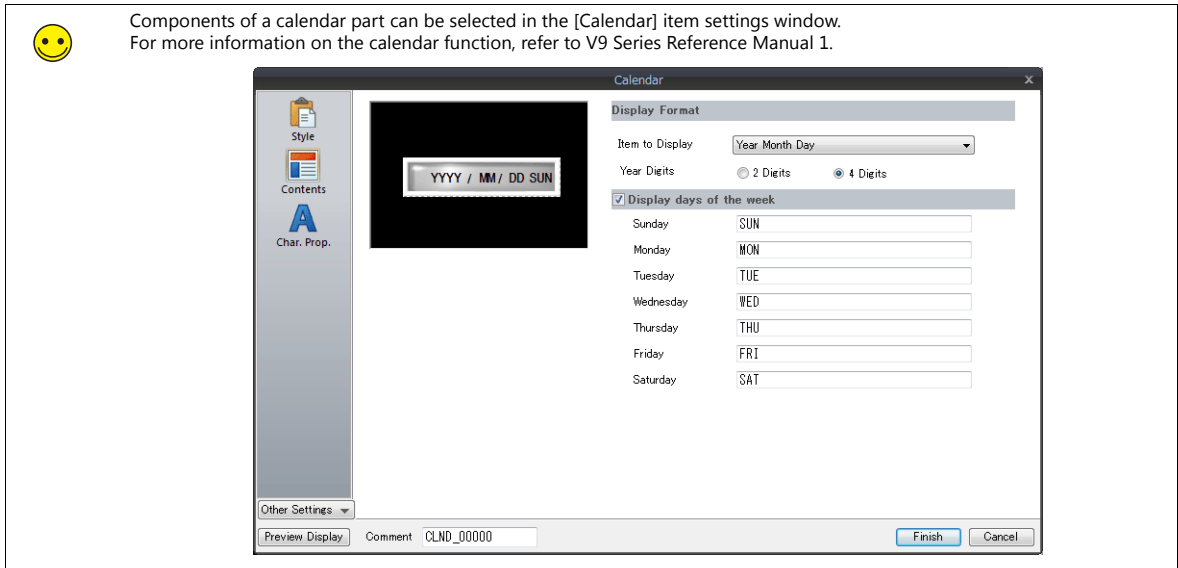 Components of a calendar part can be selected in the [Calendar] item settings window.
For more information on the calendar function, refer to V9 Series Reference Manual 1.
Calendar
x
Style
Contents
Char. Prop.
YYYY / MM / DD SUN
Display Format
Item to Display Year Month Day
Year Digits 2 Digits 4 Digits
Display days of the week
Sunday SUN
Monday MON
Tuesday TUE
Wednesday WED
Thursday THU
Friday FRI
Saturday SAT
Other Settings
Preview Display Comment CLND_00000 Finish Cancel